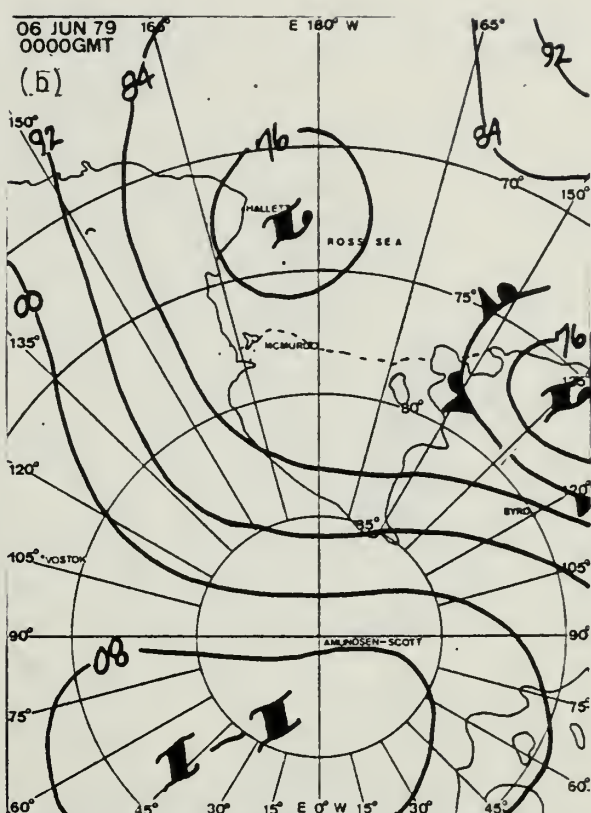 06 JUN 79
0000GMT
(б)
165° E 180° W 165°
92
84
92
84
150°
76
70°
150°
HALLETT
L
ROSS SEA
75°
00
76
135°
MCMURDO
125°
L
80°
120°
120°
BYRD
85°
105°
VOSTOK
105°
90°
AMUNDSEN-SCOTT
90°
08
75°
75°
H
60° 45° 30° 15° E 0° W 15° 30° 45° 60°